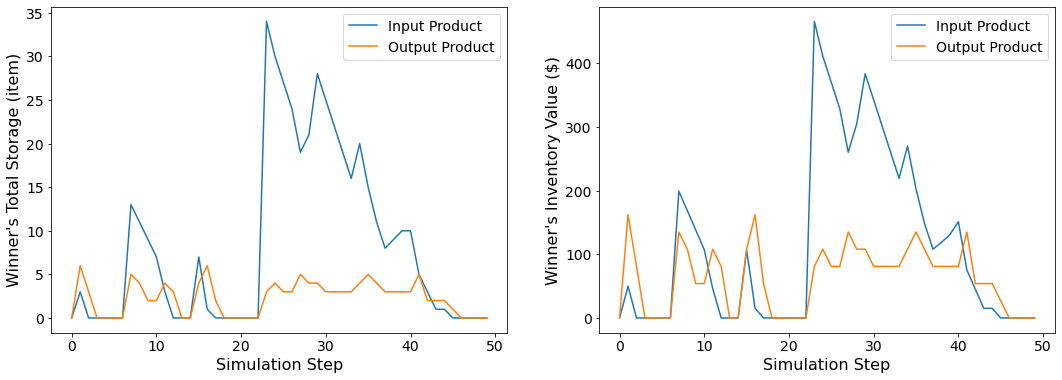 Winner's Total Storage (item)
35
30
25
20
15
10
5
0
Input Product
Output Product
0 10 20 30 40 50
Simulation Step
Winner's Inventory Value ($)
400
300
200
100
0
Input Product
Output Product
0 10 20 30 40 50
Simulation Step